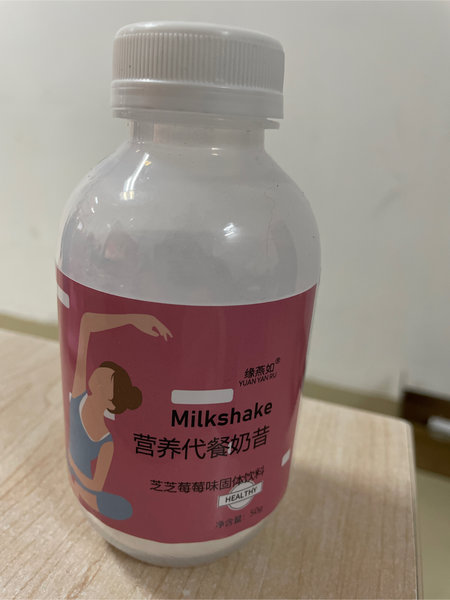 缘燕如®
YUAN YAN RU
Milkshake
营养代餐奶昔
芝芝莓莓味固体饮料
HEALTHY
净含量：50g